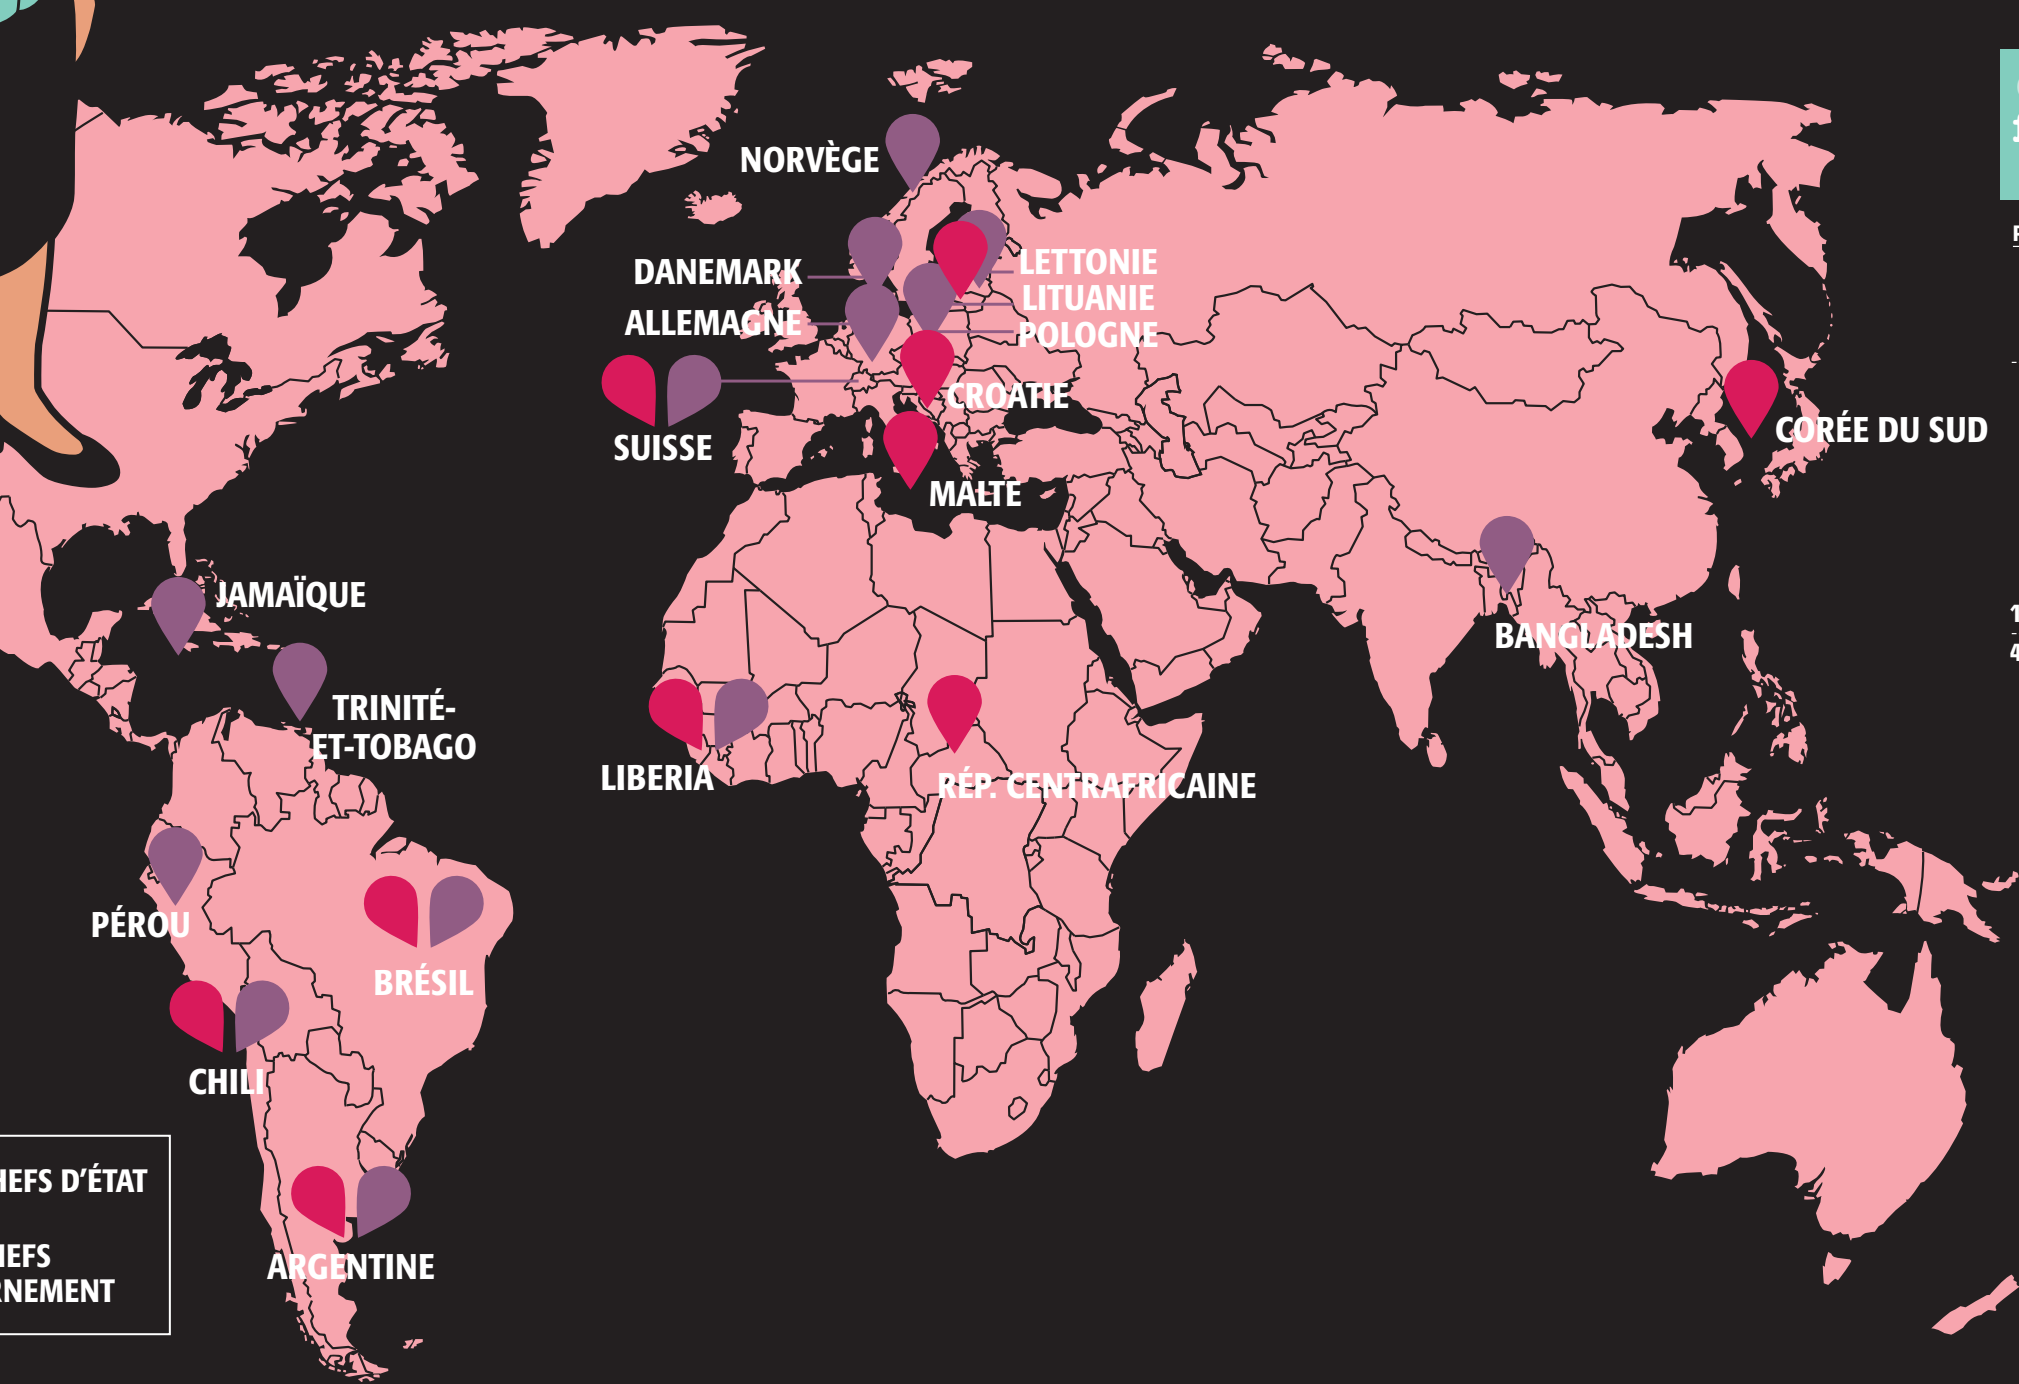 NORVÈGE
DANEMARK
LETTONIE
LITUANIE
ALLEMAGNE
POLOGNE
CROATIE
SUISSE
CORÉE DU SUD
MALTE
JAMAÏQUE
BANGLADESH
TRINITÉ-
ET-TOBAGO
LIBERIA
RÉP. CENTRAFRICAINE
PÉROU
BRÉSIL
CHILI
D'ÉTAT
ARGENTINE